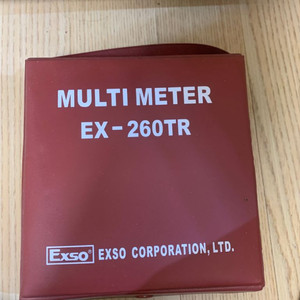 MULTI METER
EX-260TR
EXSO® EXSO CORPORATION, LTD.